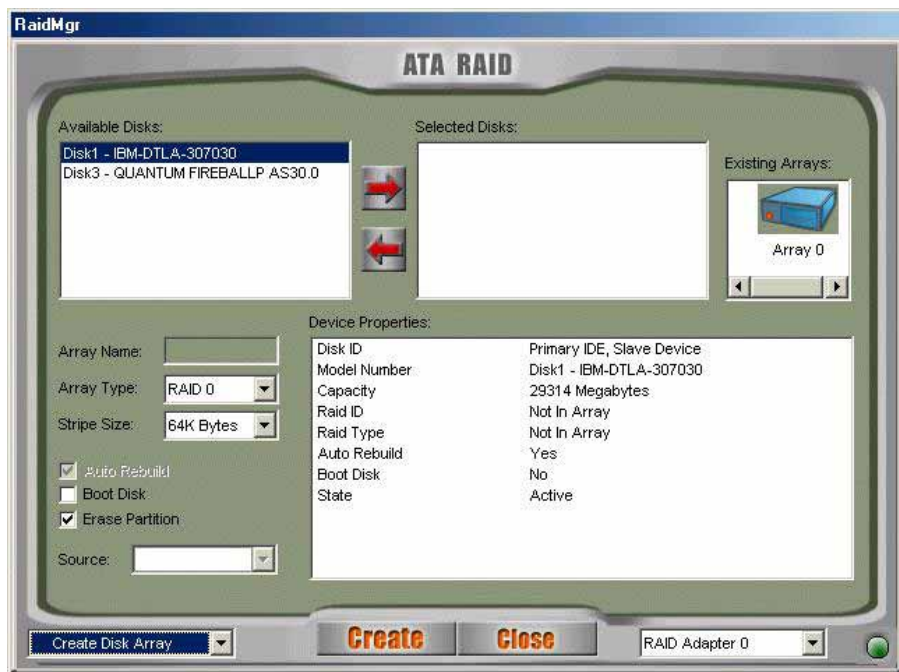 RaidMgr
ATA RAID
Available Disks:
Disk1 - IBM-DTLA-307030
Disk3 - QUANTUM FIREBALLP AS30.0
Selected Disks:
Existing Arrays:
Array 0
Array Name:
Array Type: RAID 0
Stripe Size: 64K Bytes
Auto Rebuild
Boot Disk
Erase Partition
Source:
Device Properties:
Disk ID Primary IDE, Slave Device
Model Number Disk1 - IBM-DTLA-307030
Capacity 29314 Megabytes
Raid ID Not In Array
Raid Type Not In Array
Auto Rebuild Yes
Boot Disk No
State Active
Create Disk Array
Create
Close
RAID Adapter 0